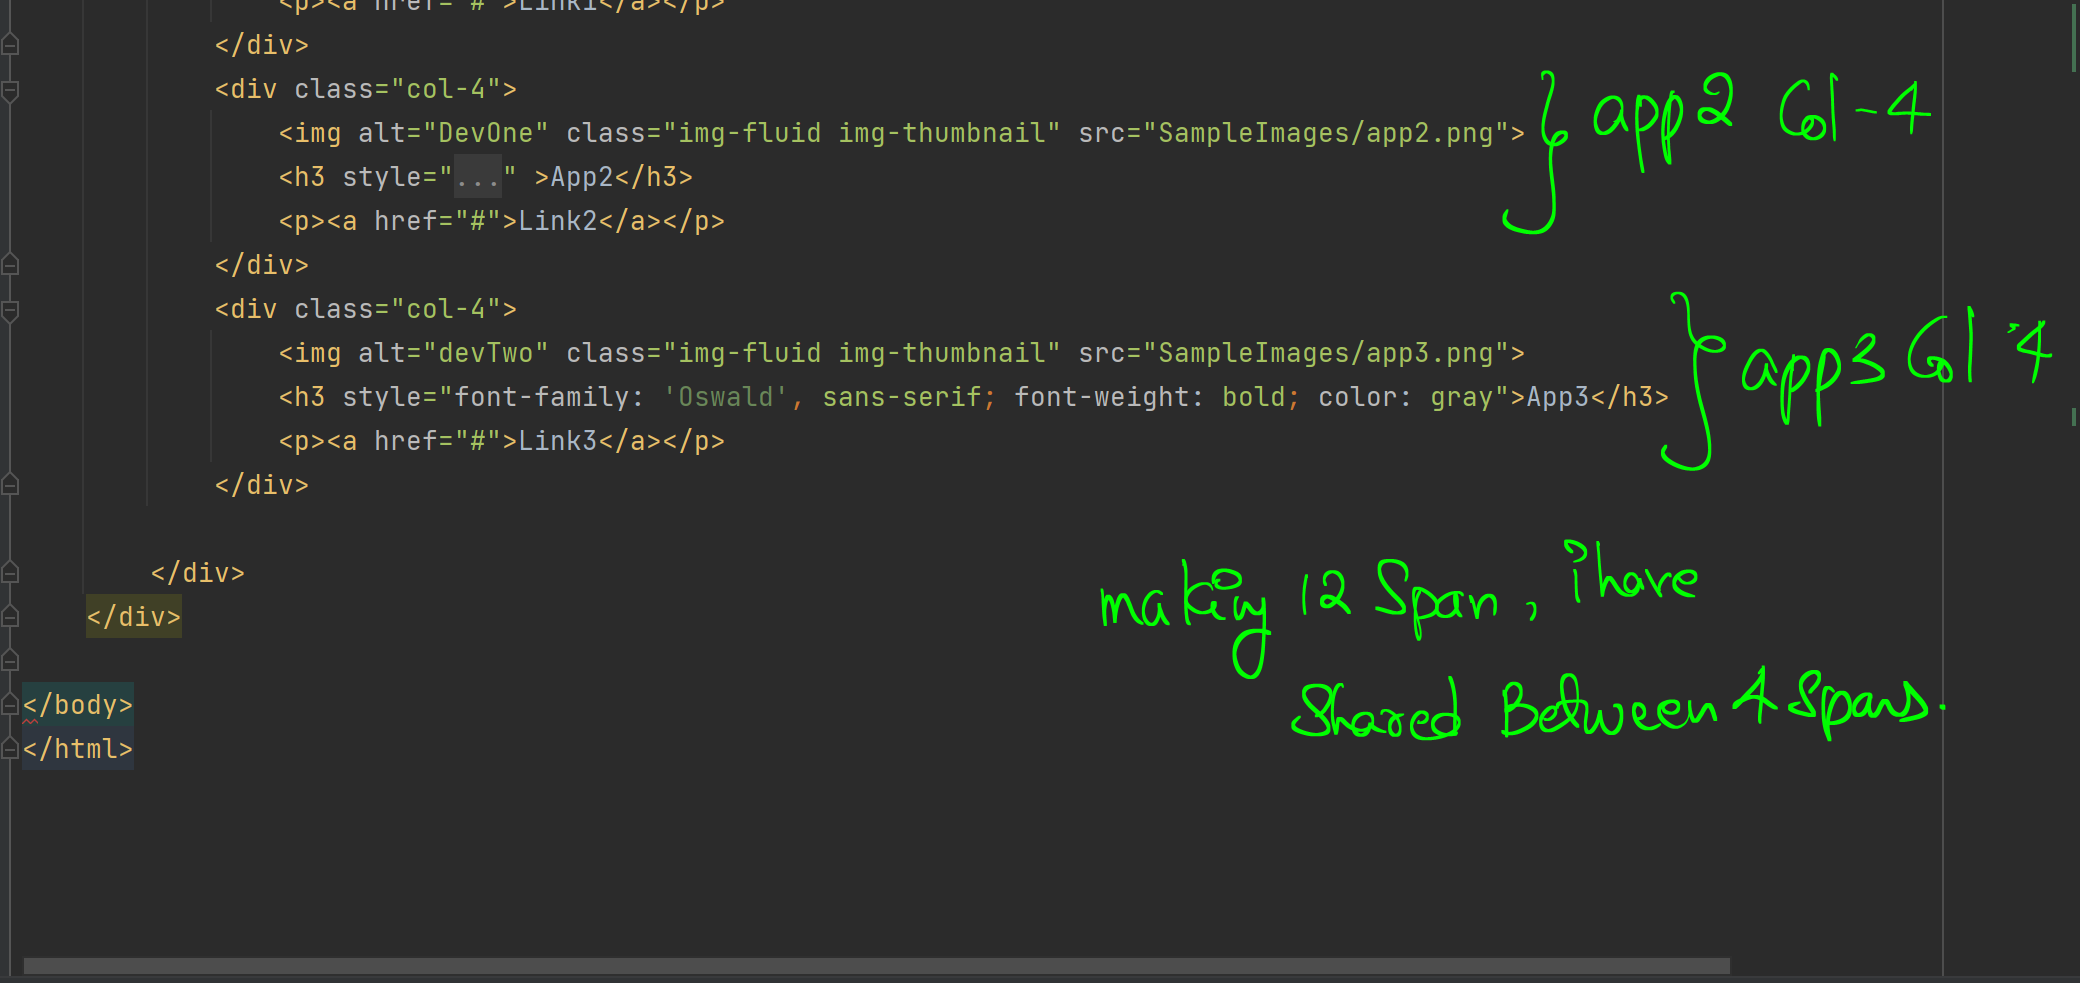 <p><a href="#">Link1</a></p>
</div>
<div class="col-4">
<img alt="DevOne" class="img-fluid img-thumbnail" src="SampleImages/app2.png">
<h3 style="..." >App2</h3>
<p><a href="#">Link2</a></p>
app2 Col-4
</div>
<div class="col-4">
<img alt="devTwo" class="img-fluid img-thumbnail" src="SampleImages/app3.png">
<h3 style="font-family: 'Oswald', sans-serif; font-weight: bold; color: gray">App3</h3>
<p><a href="#">Link3</a></p>
app3 Col 4
</div>
</div>
</div>
making 12 Span, i have
Shared Between 4 Spans.
</body>
</html>